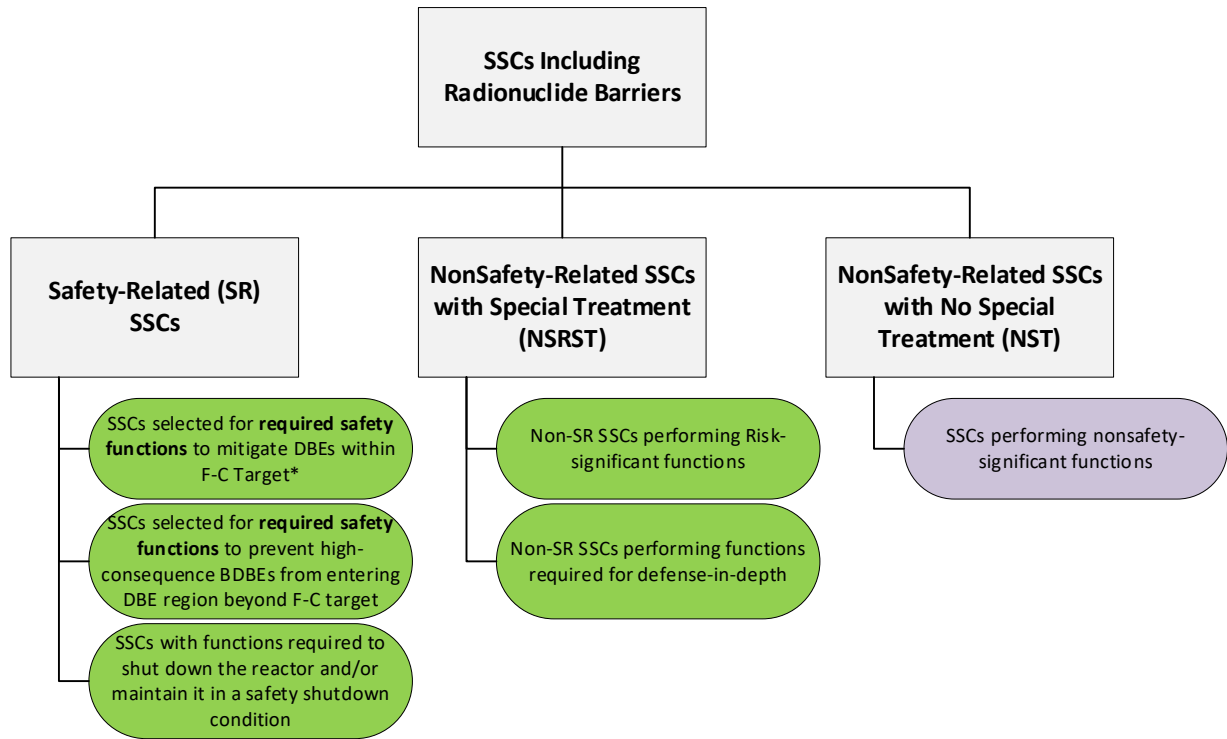 SSCs Including
Radionuclide Barriers
Safety-Related (SR)
SSCs
SSCs selected for required safety
functions to mitigate DBEs within
F-C Target*
SSCs selected for required safety
functions to prevent high-
consequence BDBEs from entering
DBE region beyond F-C target
SSCs with functions required to
shut down the reactor and/or
maintain it in a safety shutdown
condition
NonSafety-Related SSCs
with Special Treatment
(NSRST)
Non-SR SSCs performing Risk-
significant functions
Non-SR SSCs performing functions
required for defense-in-depth
NonSafety-Related SSCs
with No Special
Treatment (NST)
SSCs performing nonsafety-
significant functions